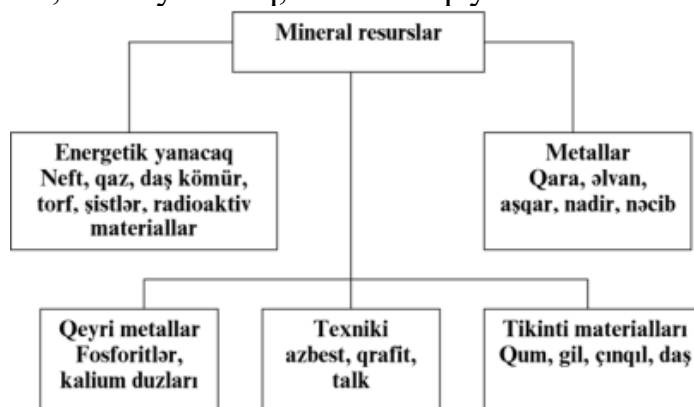 Mineral resurslar
Energetik yanacaq
Neft, qaz, daş kömür,
torf, şistlər, radioaktiv
materiallar
Metallar
Qara, əlvan,
aşqar, nadir, nəcib
Qeyri metallar
Fosforitlər,
kalium duzları
Texniki
azbest, qrafit,
talk
Tikinti materialları
Qum, gil, çınqıl, daş